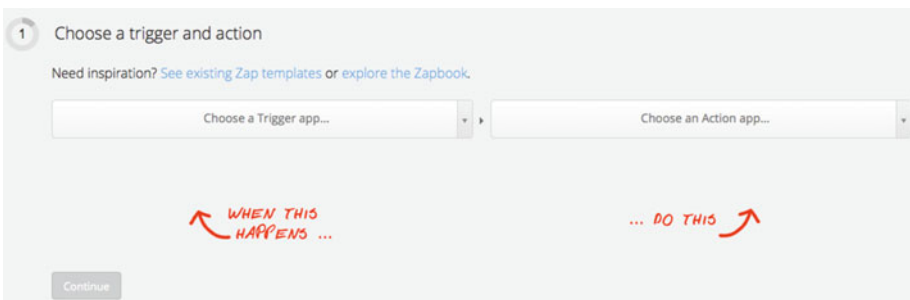 1 Choose a trigger and action
Need inspiration? See existing Zap templates or explore the Zapbook.
Choose a Trigger app... Choose an Action app...
WHEN THIS ... DO THIS
HAPPENS ...
Continue